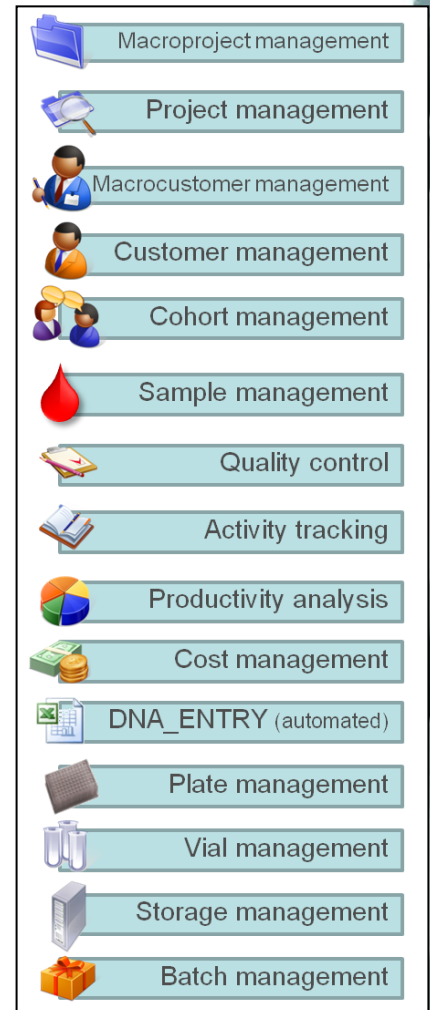 Macroproject management
Project management
Macrocustomer management
Customer management
Cohort management
Sample management
Quality control
Activity tracking
Productivity analysis
Cost management
DNA_ENTRY (automated)
Plate management
Vial management
Storage management
Batch management